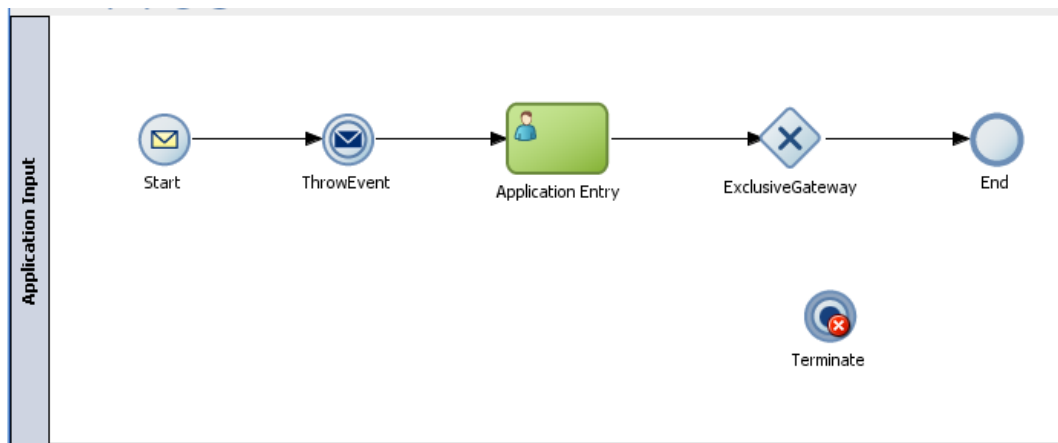 Application Input
Start
ThrowEvent
Application Entry
ExclusiveGateway
End
Terminate